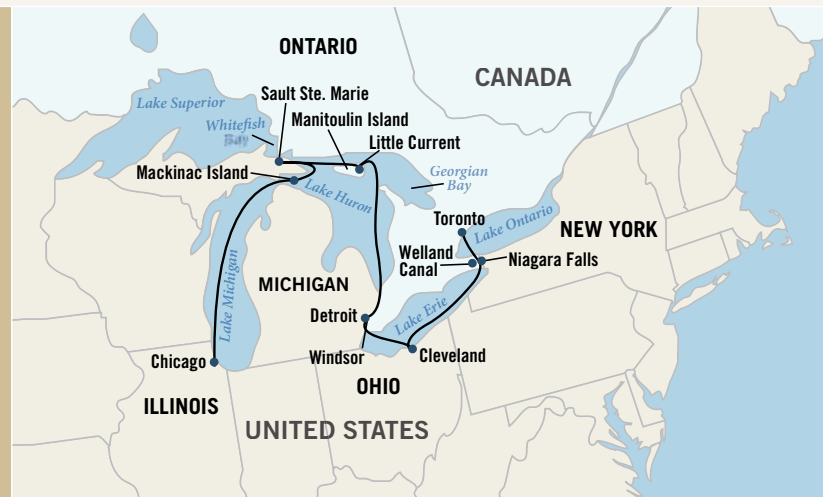 ONTARIO
CANADA
Sault Ste. Marie
Lake Superior
Manitoulin Island
Whitefish
Little Current
Mackinac Island
Georgian
Bay
Lake Huron
Toronto
Lake Ontario
NEW YORK
Welland
Canal
Niagara Falls
Lake Michigan
MICHIGAN
Detroit
Lake Erie
Windsor
Cleveland
Chicago
OHIO
ILLINOIS
UNITED STATES